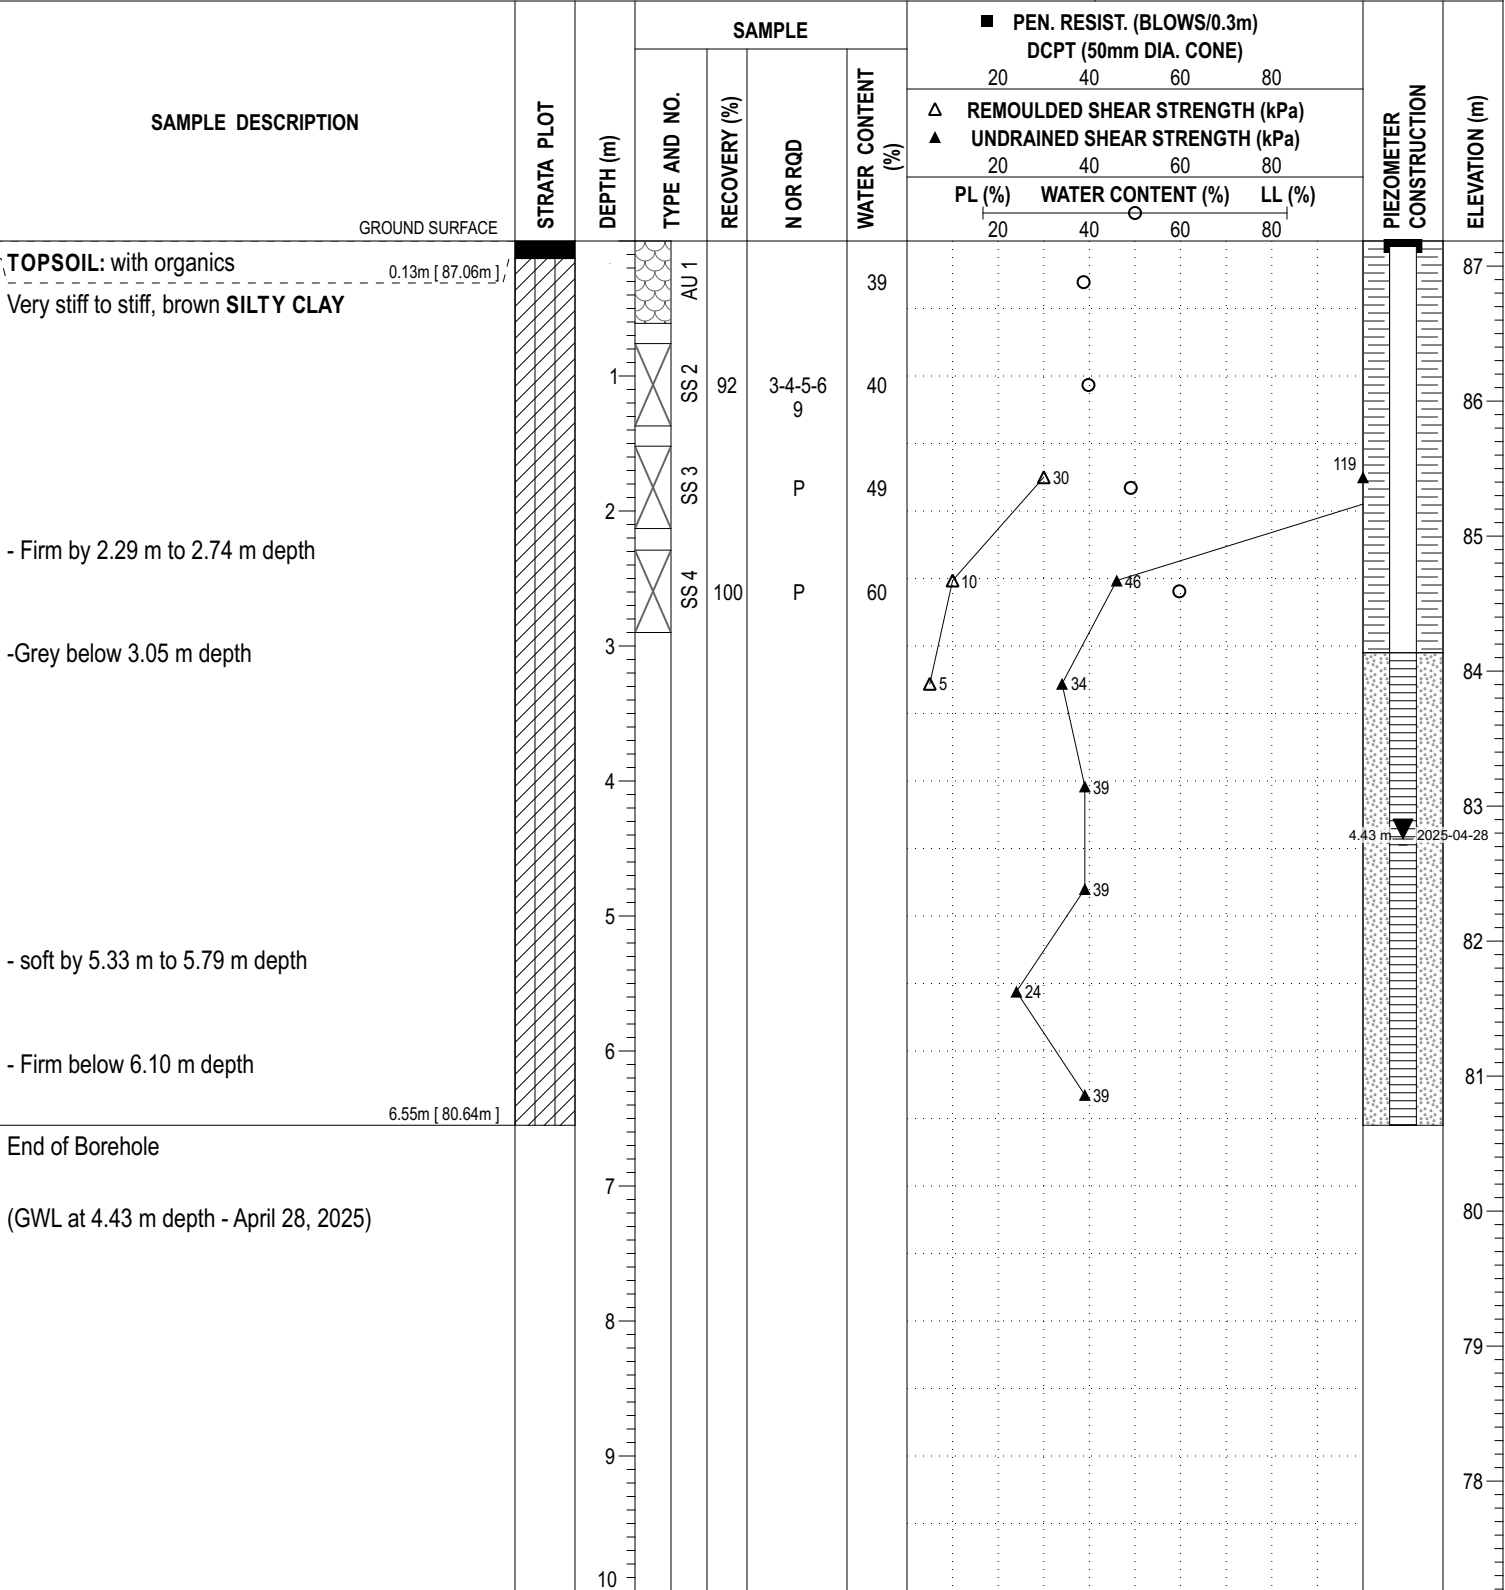 SAMPLE DESCRIPTION
GROUND SURFACE
STRATA PLOT
DEPTH (m)
SAMPLE
TYPE AND NO.
RECOVERY (%)
N OR RQD
WATER CONTENT
(%)
■ PEN. RESIST. (BLOWS/0.3m)
DCPT (50mm DIA. CONE)
20 40 60 80
△ REMOULDED SHEAR STRENGTH (kPa)
▲ UNDRAINED SHEAR STRENGTH (kPa)
20 40 60 80
PL (%) WATER CONTENT (%) LL (%)
20 40 60 80
PIEZOMETER
CONSTRUCTION
ELEVATION (m)
TOPSOIL: with organics
0.13m [ 87.06m ]
Very stiff to stiff, brown SILTY CLAY
AU 1
39
87
1
SS 2
92
3-4-5-6
9
40
86
SS 3
P
49
30
119
2
- Firm by 2.29 m to 2.74 m depth
85
SS 4
100
P
60
10
46
3
-Grey below 3.05 m depth
84
5
34
4
39
83
4.43 m
2025-04-28
39
5
82
- soft by 5.33 m to 5.79 m depth
24
6
- Firm below 6.10 m depth
81
39
6.55m [ 80.64m ]
End of Borehole
7
(GWL at 4.43 m depth - April 28, 2025)
80
8
79
9
78
10